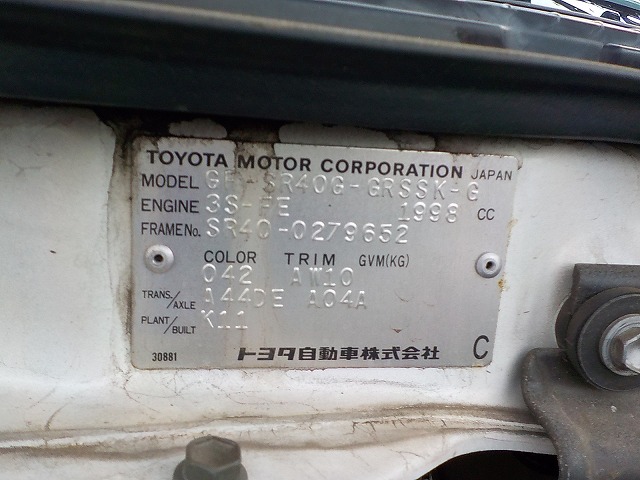 TOYOTA MOTOR CORPORATION JAPAN
MODEL GF-SR40G-GRSSK-G
ENGINE 3S-FE 1998 CC
FRAME No. SR40-0279652
COLOR TRIM GVM(KG)
042 AW10
TRANS./AXLE A44DE A04A
PLANT/BUILT K11
30881 トヨタ自動車株式会社 C